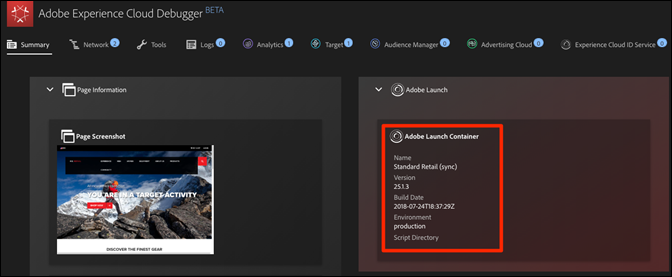 Adobe Experience Cloud Debugger BETA
Summary
Network 2
Tools
Logs 0
Analytics 1
Target 1
Audience Manager 0
Advertising Cloud 0
Experience Cloud ID Service 0
Page Information
Page Screenshot
YOU ARE IN A TARGET ACTIVITY
DISCOVER THE FINEST GEAR
Adobe Launch
Adobe Launch Container
Name
Standard Retail (sync)
Version
25.1.3
Build Date
2018-07-24T18:37:29Z
Environment
production
Script Directory